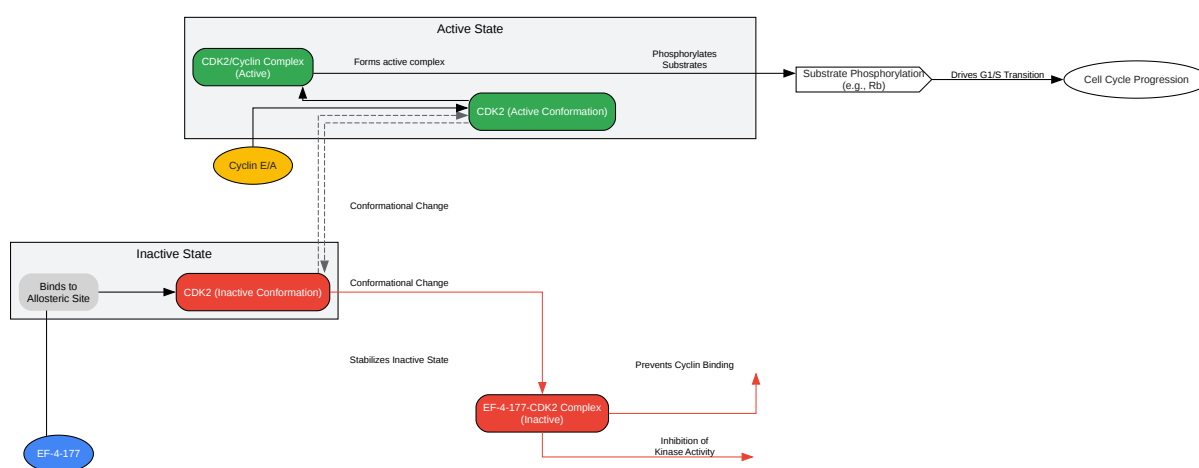 Active State
CDK2/Cyclin Complex
(Active)
Forms active complex
Phosphorylates
Substrates
Substrate Phosphorylation
(e.g., Rb)
Drives G1/S Transition
Cell Cycle Progression
CDK2 (Active Conformation)
Cyclin E/A
Conformational Change
Inactive State
Binds to
Allosteric Site
CDK2 (Inactive Conformation)
Conformational Change
Stabilizes Inactive State
Prevents Cyclin Binding
EF-4-177-CDK2 Complex
(Inactive)
Inhibition of
Kinase Activity
EF-4-177